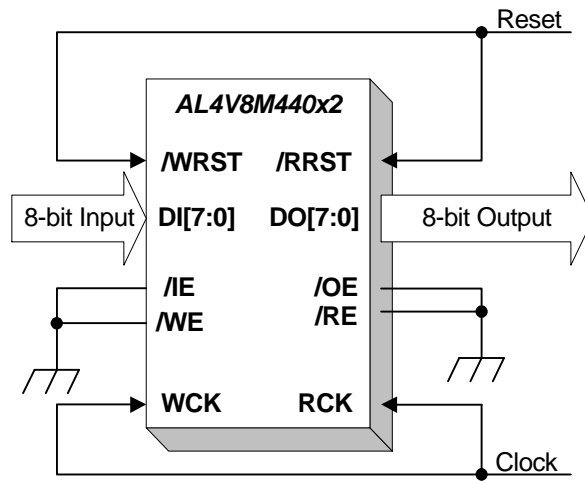 Reset
AL4V8M440x2
/WRST /RRST
8-bit Input DI[7:0] DO[7:0] 8-bit Output
/IE /OE
/WE /RE
WCK RCK
Clock